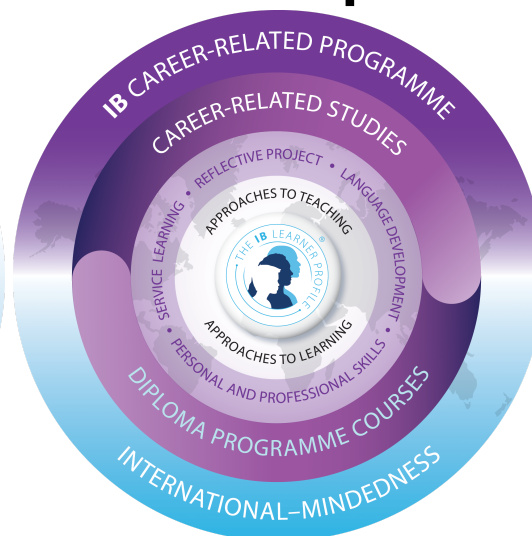 IB CAREER-RELATED PROGRAMME
CAREER-RELATED STUDIES
SERVICE LEARNING • REFLECTIVE PROJECT • LANGUAGE DEVELOPMENT • PERSONAL AND PROFESSIONAL SKILLS •
APPROACHES TO TEACHING
THE IB LEARNER PROFILE ®
APPROACHES TO LEARNING
DIPLOMA PROGRAMME COURSES
INTERNATIONAL–MINDEDNESS